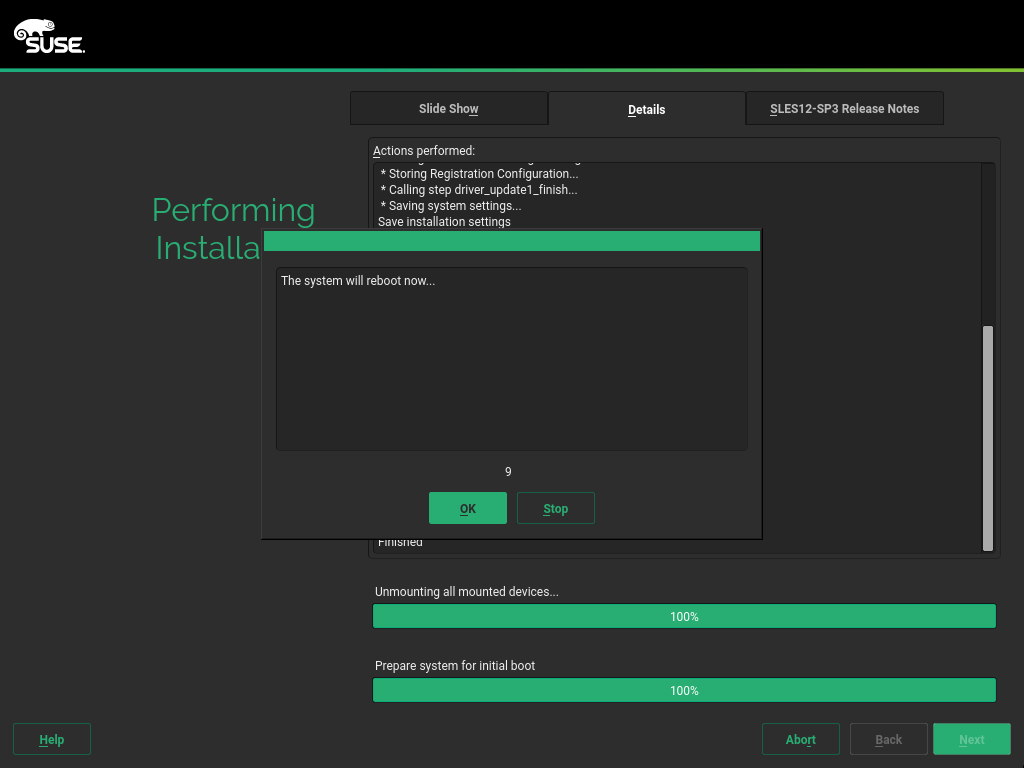 SUSE.
Slide Show
Details
SLES12-SP3 Release Notes
Actions performed:
* Storing Registration Configuration...
* Calling step driver_update1_finish...
* Saving system settings...
Save installation settings
Performing
Installa
The system will reboot now...
9
OK
Stop
Finished
Unmounting all mounted devices...
100%
Prepare system for initial boot
100%
Help
Abort
Back
Next